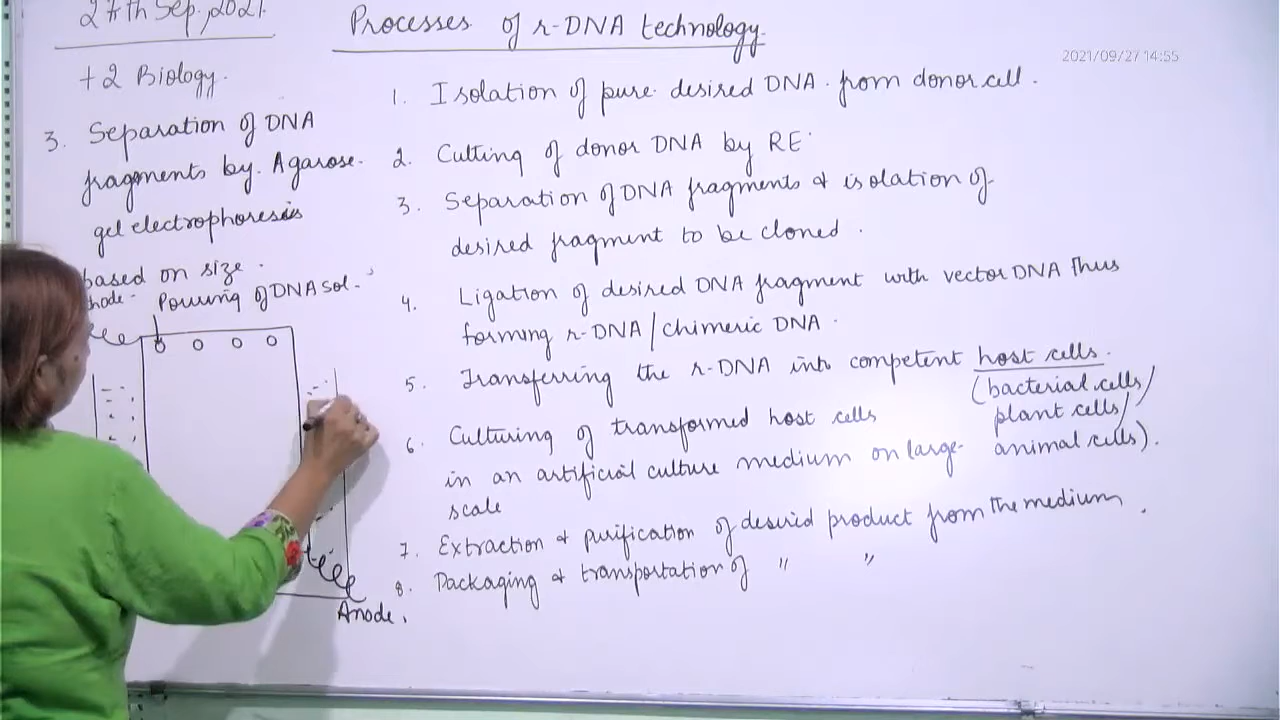 27th Sep, 2021.
+2 Biology.
3. Separation of DNA
fragments by. Agarose.
gel electrophoresis
based on size.
Pouring of DNA sol.
Anode.
Processes of r-DNA technology.
2021/09/27 14:55
1. Isolation of pure desired DNA. from donor cell.
2. Cutting of donor DNA by RE
3. Separation of DNA fragments & isolation of
desired fragment to be cloned.
4. Ligation of desired DNA fragment with vector DNA thus
forming r-DNA/chimeric DNA.
5. Transferring the r-DNA into competent host cells.
(bacterial cells/
plant cells/
animal cells).
6. Culturing of transformed host cells
in an artificial culture medium on large-
scale
7. Extraction & purification of desired product from the medium.
8. Packaging & transportation of " "